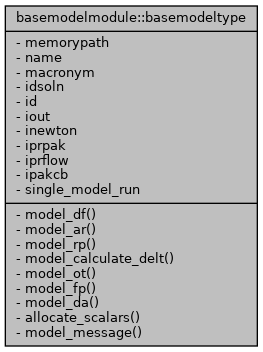 basemodelmodule::basemodeltype
- memorypath
- name
- macronym
- idsoln
- id
- iout
- inewton
- iprpak
- iprflow
- ipakcb
- single_model_run
- model_df()
- model_ar()
- model_rp()
- model_calculate_delt()
- model_ot()
- model_fp()
- model_da()
- allocate_scalars()
- model_message()